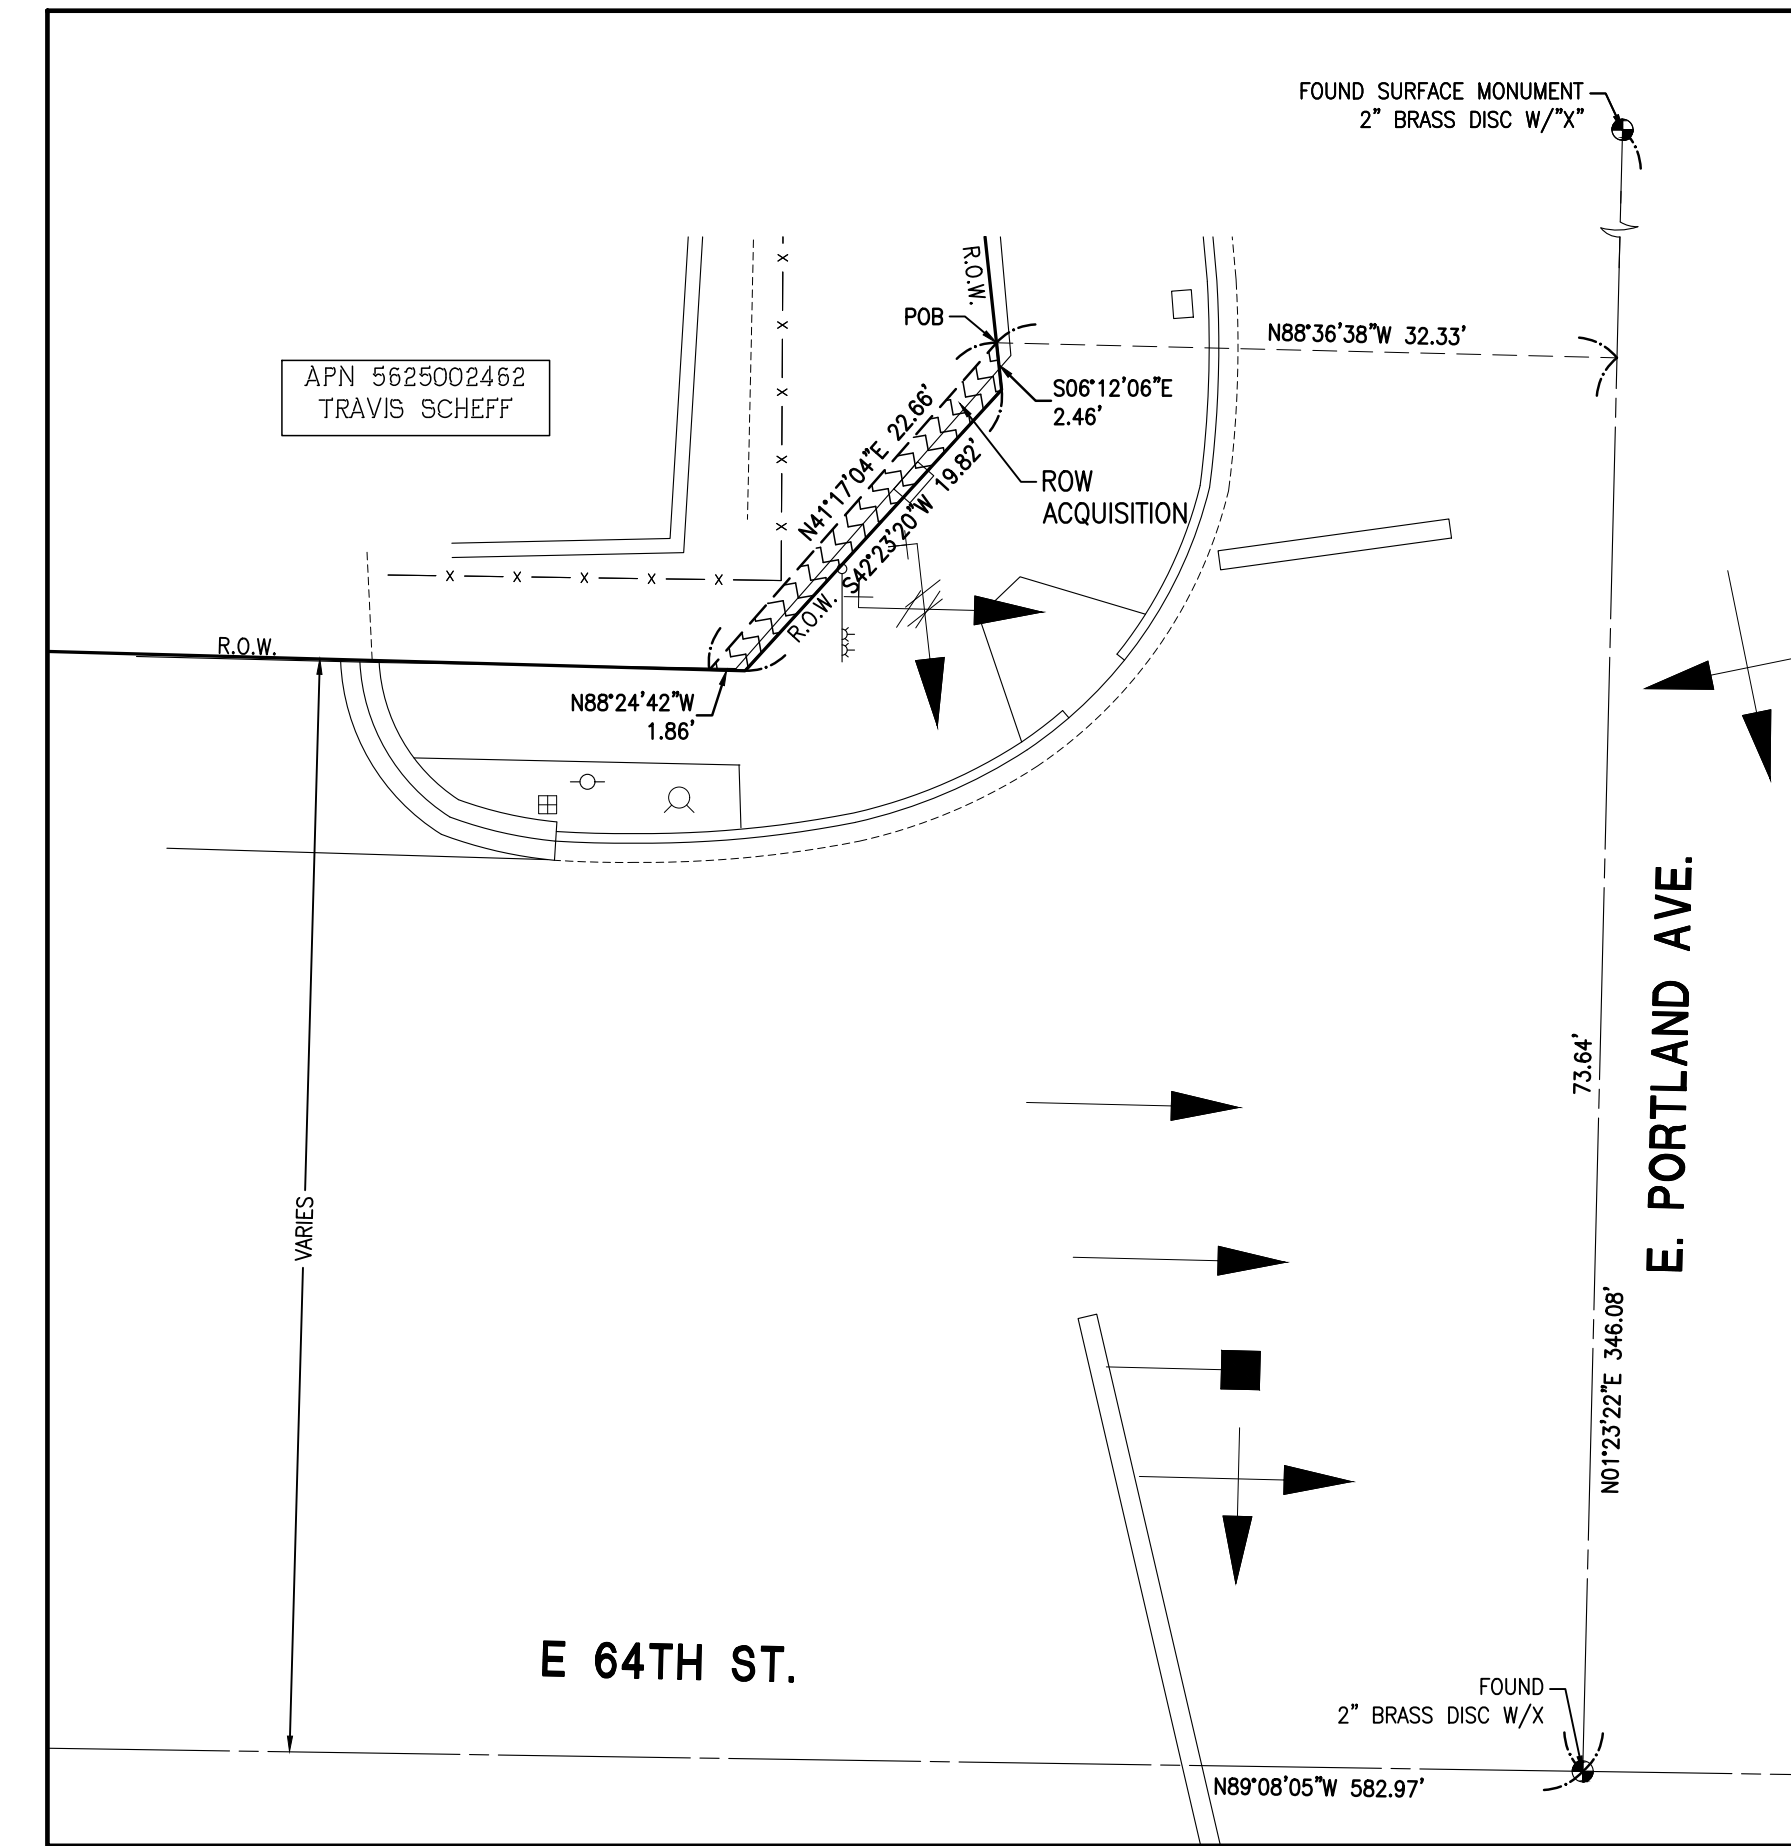 FOUND SURFACE MONUMENT
2" BRASS DISC W/"X"
R.O.W.
POB
N88°36'38"W 32.33'
APN 5625002462
TRAVIS SCHEFF
S06°12'06"E
2.46'
N41°17'04"E 22.66'
S42°23'20"W 19.82'
ROW
ACQUISITION
R.O.W.
R.O.W.
N88°24'42"W
1.86'
E. PORTLAND AVE.
73.64'
VARIES
N01°23'22"E 346.08'
E 64TH ST.
FOUND
2" BRASS DISC W/X
N89°08'05"W 582.97'